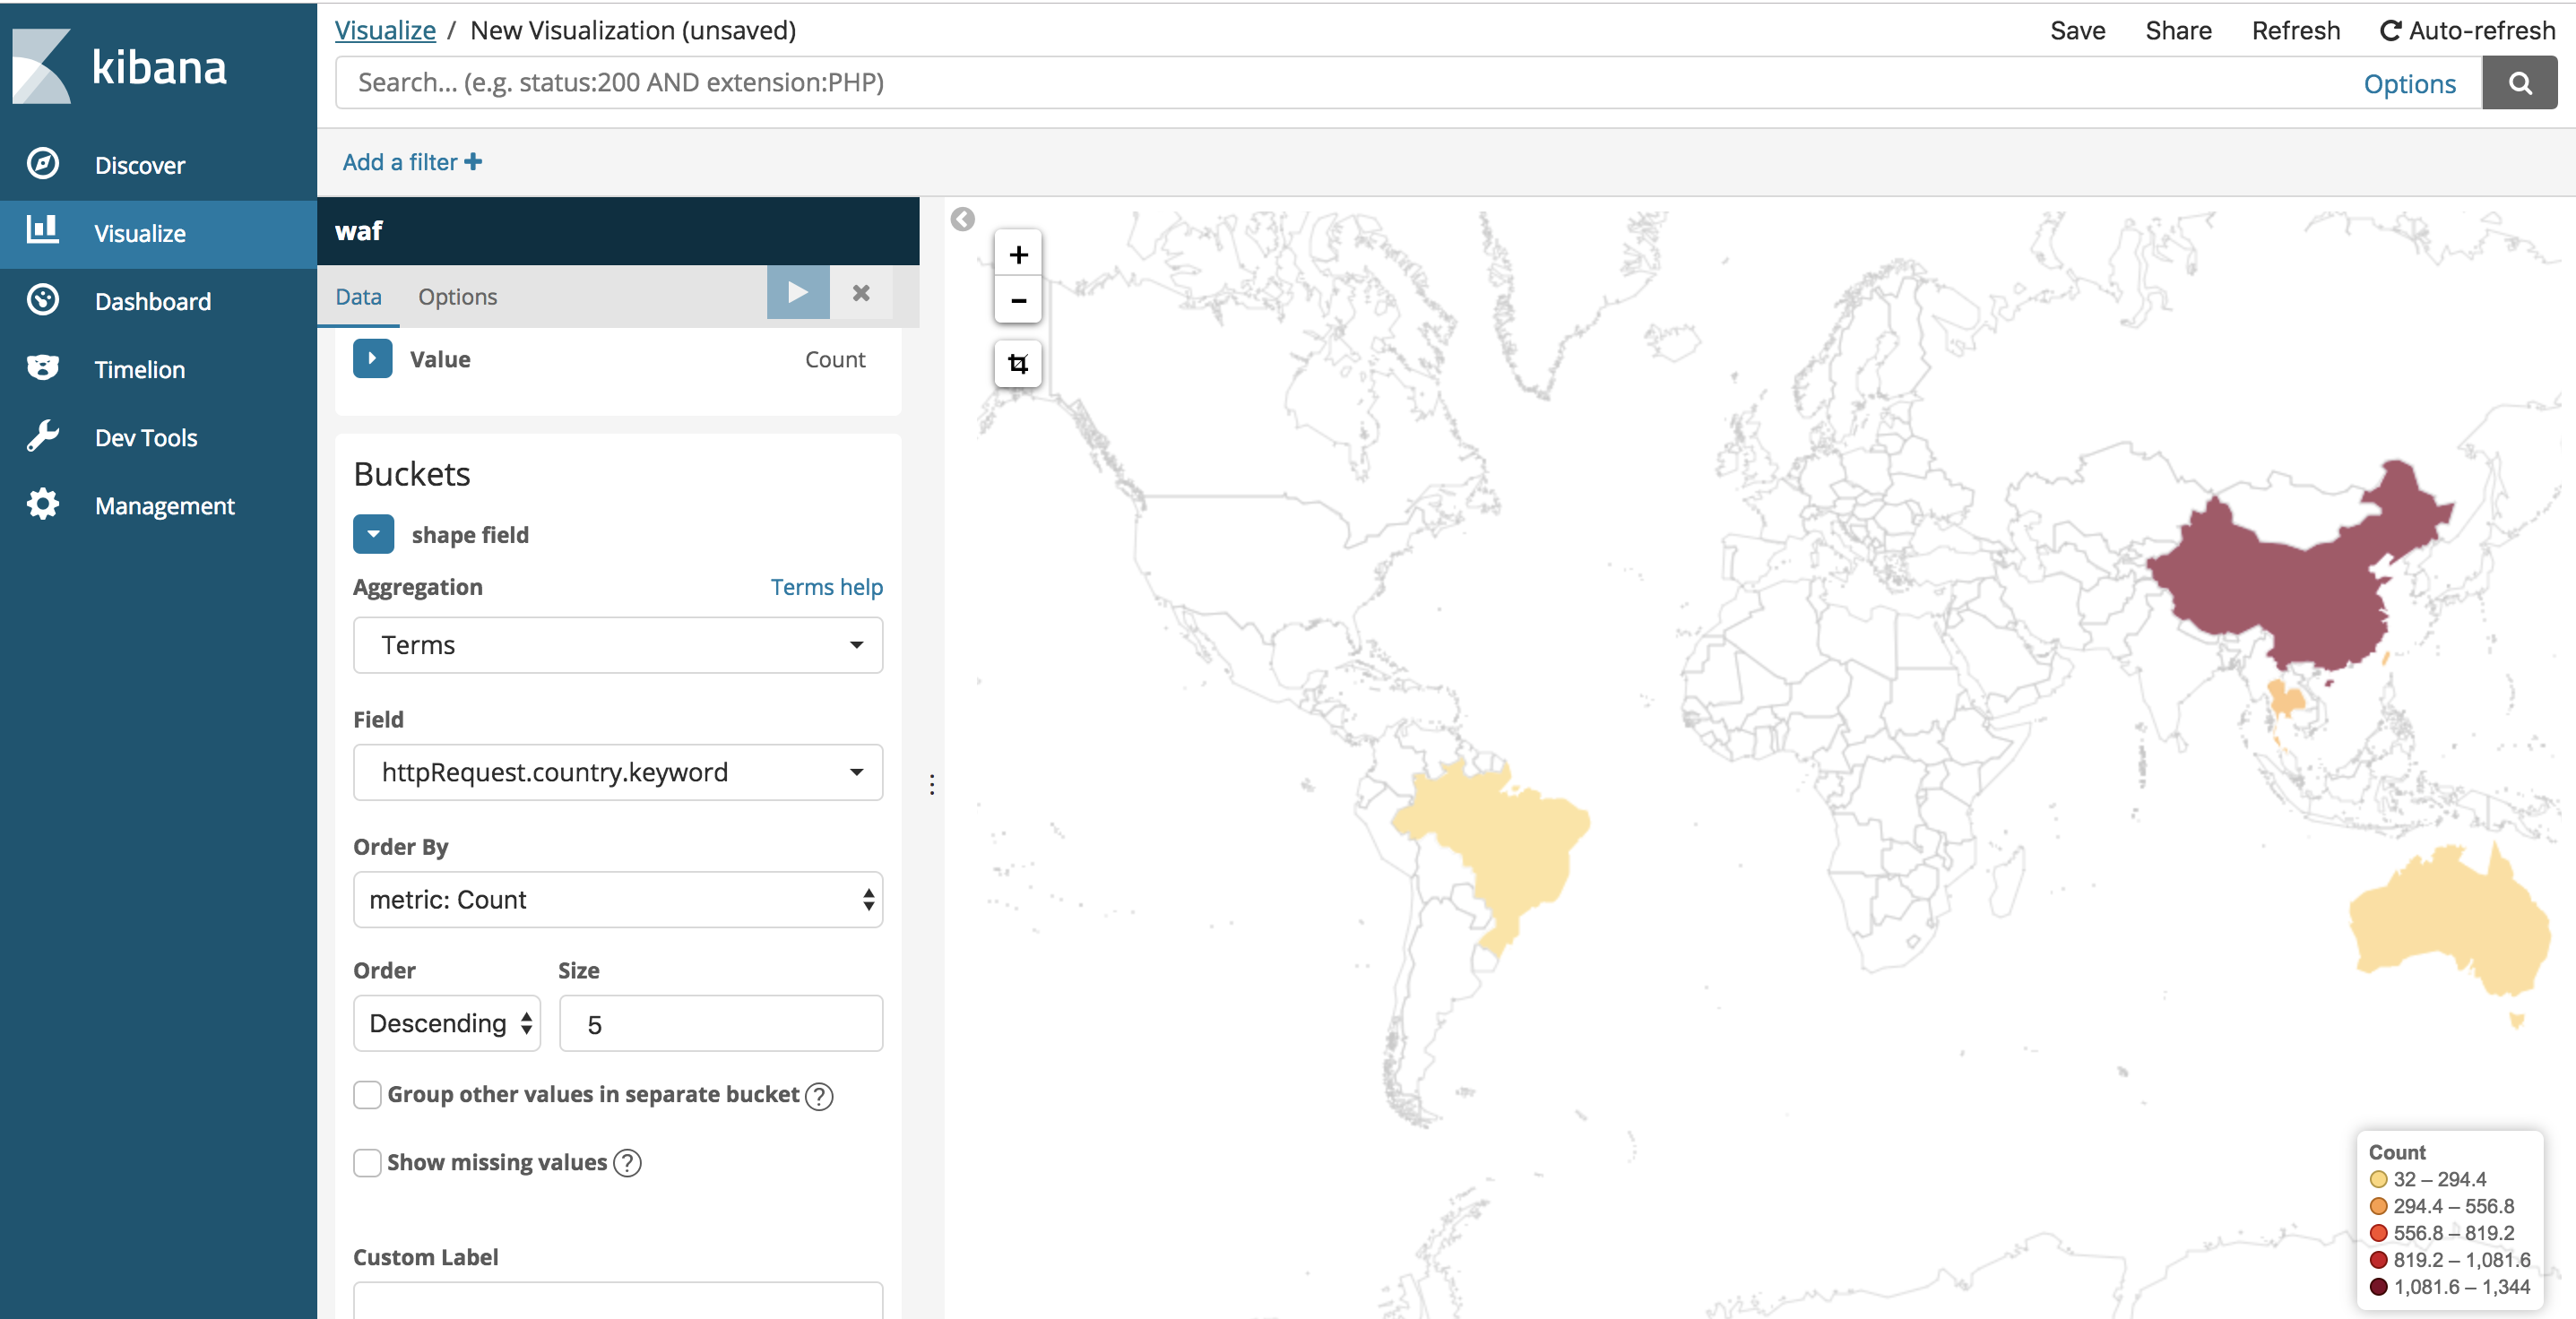 kibana
Discover
Visualize
Dashboard
Timelion
Dev Tools
Management
Visualize / New Visualization (unsaved)
Save Share Refresh Auto-refresh
Search... (e.g. status:200 AND extension:PHP)
Options
Add a filter +
waf
Data Options
Value Count
Buckets
shape field
Aggregation Terms help
Terms
Field
httpRequest.country.keyword
Order By
metric: Count
Order Size
Descending 5
Group other values in separate bucket ?
Show missing values ?
Custom Label
+
−
Count
32 – 294.4
294.4 – 556.8
556.8 – 819.2
819.2 – 1,081.6
1,081.6 – 1,344